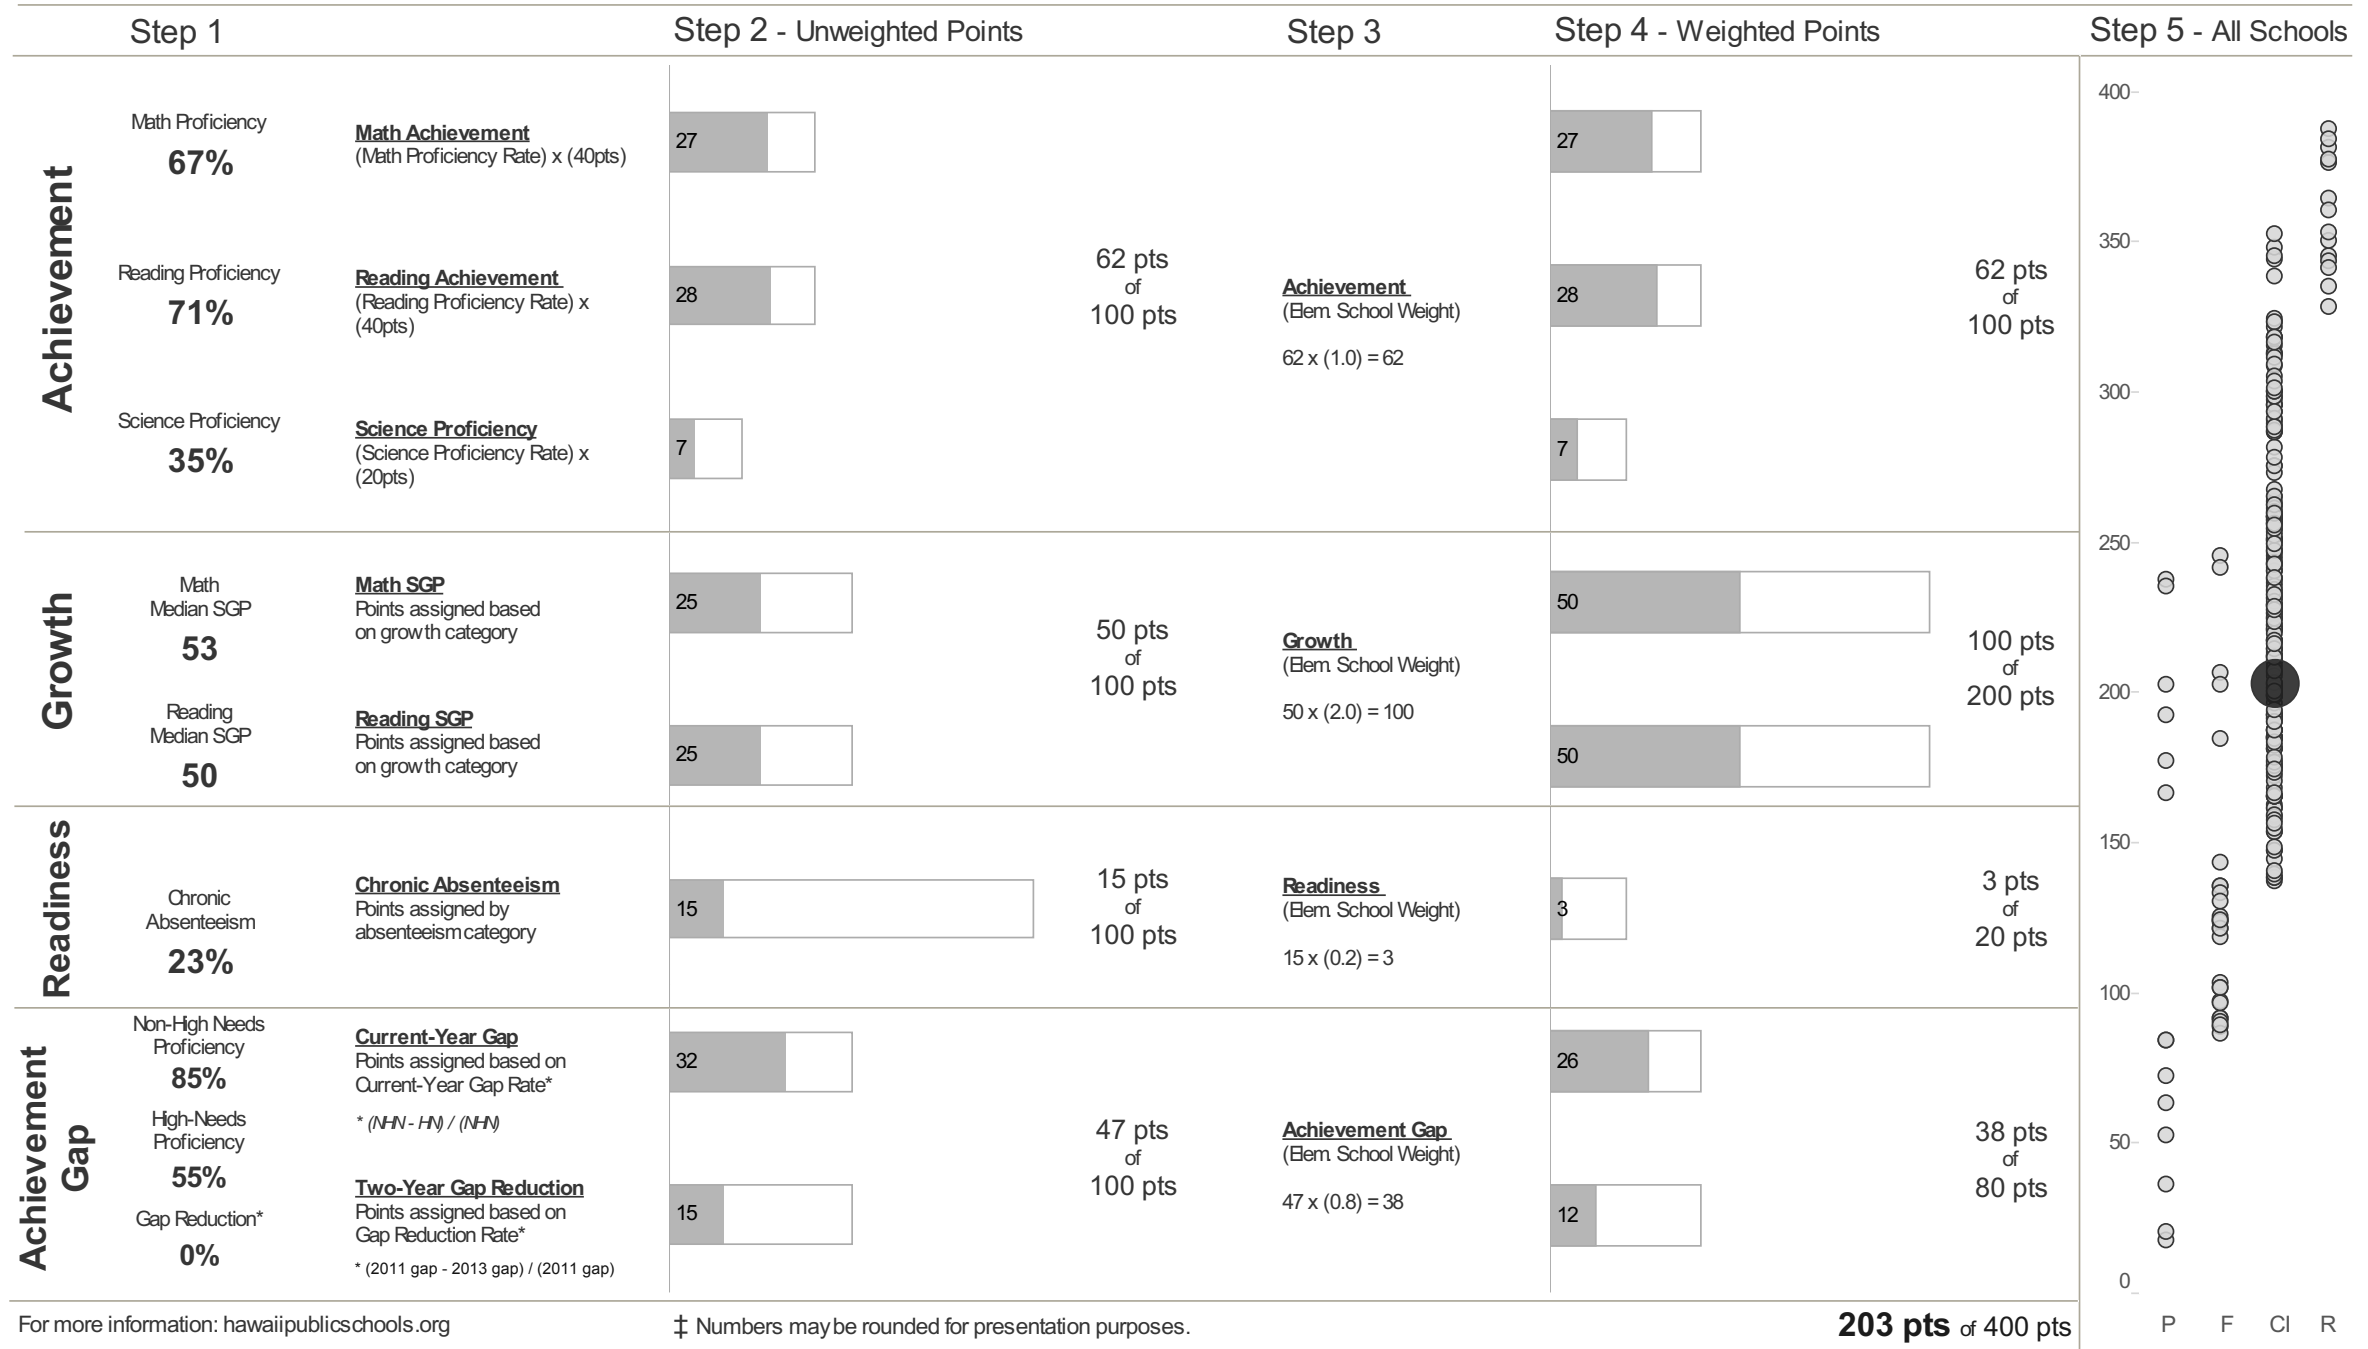 Step 1
Step 2 - Unweighted Points
Step 3
Step 4 - Weighted Points
Step 5 - All Schools
Achievement
Math Proficiency
67%
Math Achievement
(Math Proficiency Rate) x (40pts)
27
27
Reading Proficiency
71%
Reading Achievement
(Reading Proficiency Rate) x
(40pts)
28
62 pts
of
100 pts
Achievement
(Elem. School Weight)
62 x (1.0) = 62
28
62 pts
of
100 pts
Science Proficiency
35%
Science Proficiency
(Science Proficiency Rate) x
(20pts)
7
7
Growth
Math
Median SGP
53
Math SGP
Points assigned based
on growth category
25
50 pts
of
100 pts
Growth
(Elem. School Weight)
50 x (2.0) = 100
50
100 pts
of
200 pts
Reading
Median SGP
50
Reading SGP
Points assigned based
on growth category
25
50
Readiness
Chronic
Absenteeism
23%
Chronic Absenteeism
Points assigned by
absenteeism category
15
15 pts
of
100 pts
Readiness
(Elem. School Weight)
15 x (0.2) = 3
3
3 pts
of
20 pts
Achievement
Gap
Non-High Needs
Proficiency
85%
High-Needs
Proficiency
55%
Gap Reduction*
0%
Current-Year Gap
Points assigned based on
Current-Year Gap Rate*
* (NHN - HN) / (NHN)
Two-Year Gap Reduction
Points assigned based on
Gap Reduction Rate*
* (2011 gap - 2013 gap) / (2011 gap)
32
15
47 pts
of
100 pts
Achievement Gap
(Elem. School Weight)
47 x (0.8) = 38
26
12
38 pts
of
80 pts
400
350
300
250
200
150
100
50
0
P F CI R
For more information: hawaiipublicschools.org
‡ Numbers may be rounded for presentation purposes.
203 pts of 400 pts